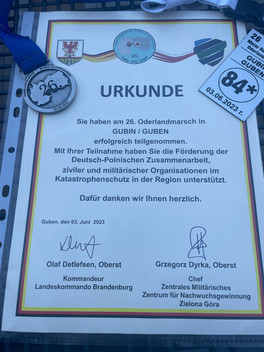 URKUNDE
Sie haben am 26. Oderlandmarsch in
GUBIN / GUBEN
erfolgreich teilgenommen.
Mit Ihrer Teilnahme haben Sie die Förderung der
Deutsch-Polnischen Zusammenarbeit,
ziviler und militärischer Organisationen im
Katastrophenschutz in der Region unterstützt.
Dafür danken wir Ihnen herzlich.
Guben, den 03. Juni 2023
Olaf Detlefsen, Oberst
Kommandeur
Landeskommando Brandenburg
Grzegorz Dyrka, Oberst
Chef
Zentrales Militärisches
Zentrum für Nachwuchsgewinnung
Zielona Góra
26
GUBIN
GUBEN
84*
03.06.2023 r.
26